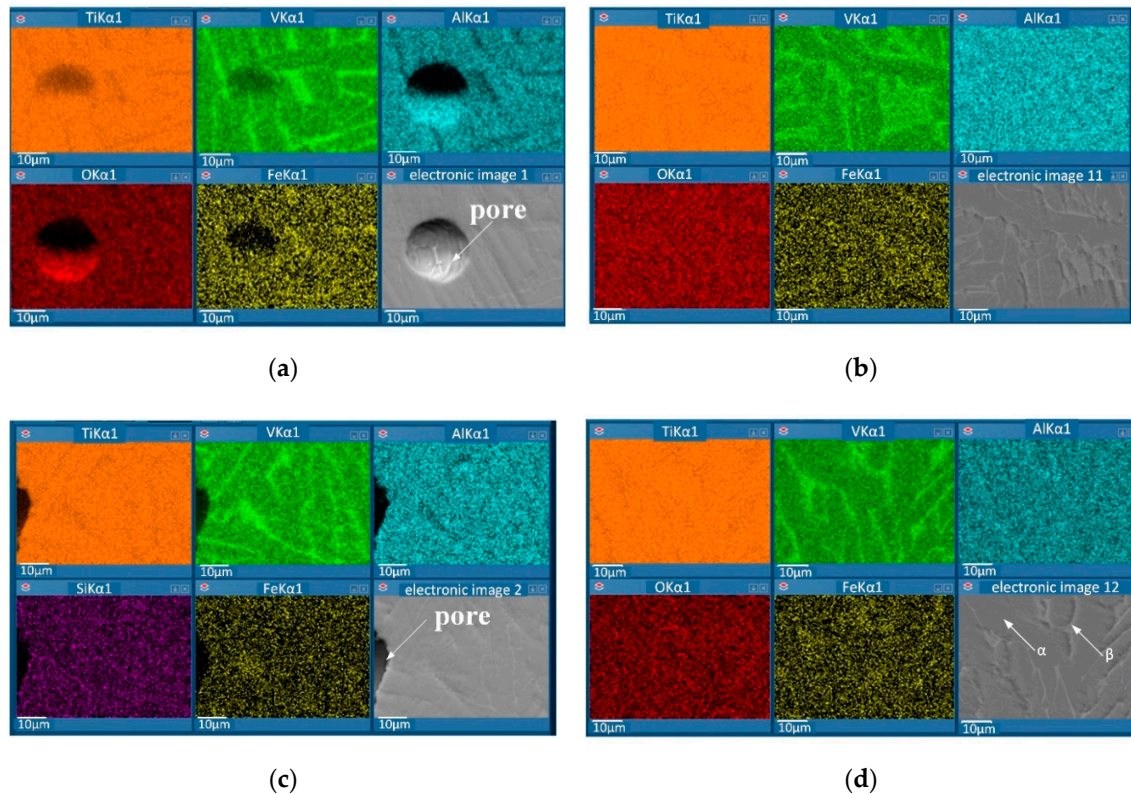 TiKα1 VKα1 AlKα1
10μm 10μm 10μm
OKα1 FeKα1 electronic image 1
pore
10μm 10μm 10μm
(a)
TiKα1 VKα1 AlKα1
10μm 10μm 10μm
OKα1 FeKα1 electronic image 11
10μm 10μm 10μm
(b)
TiKα1 VKα1 AlKα1
10μm 10μm 10μm
SiKα1 FeKα1 electronic image 2
pore
10μm 10μm 10μm
(c)
TiKα1 VKα1 AlKα1
10μm 10μm 10μm
OKα1 FeKα1 electronic image 12
α β
10μm 10μm 10μm
(d)